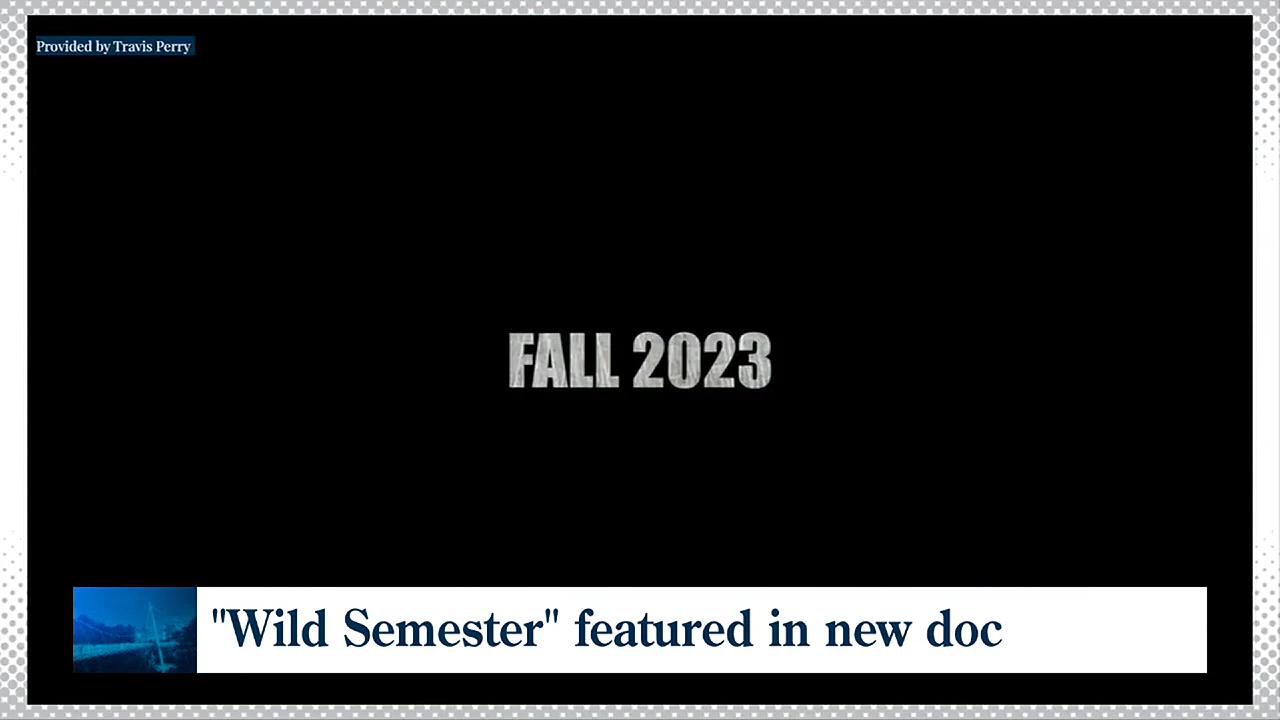 Provided by Travis Perry
FALL 2023
"Wild Semester" featured in new doc